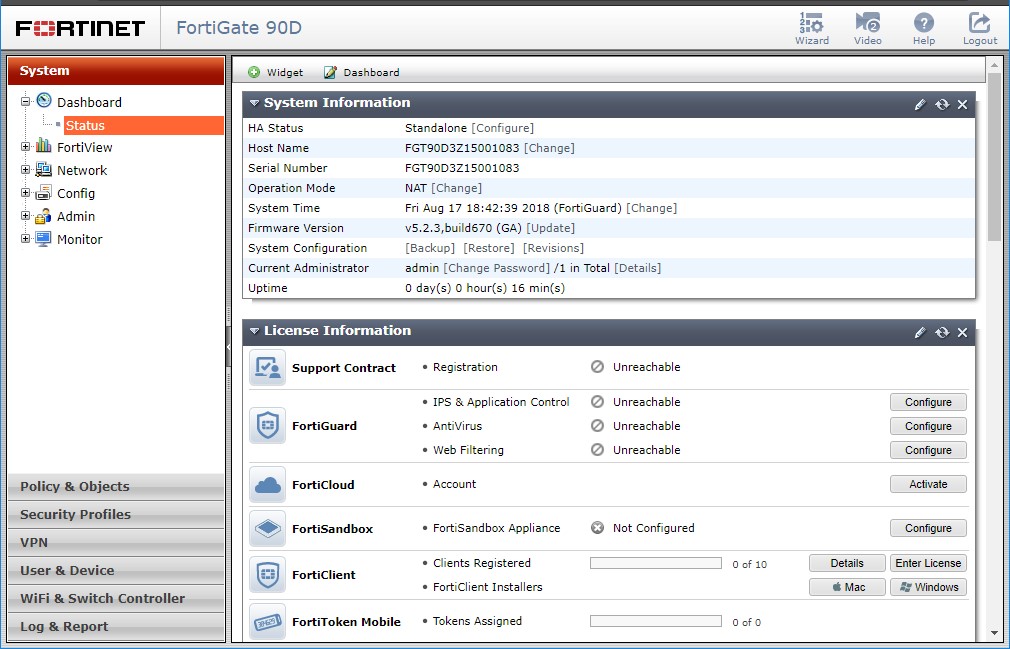 FORTINET
FortiGate 90D
Wizard
Video
Help
Logout
System
Dashboard
Status
FortiView
Network
Config
Admin
Monitor
Policy & Objects
Security Profiles
VPN
User & Device
WiFi & Switch Controller
Log & Report
Widget Dashboard
System Information
HA Status Standalone [Configure]
Host Name FGT90D3Z15001083 [Change]
Serial Number FGT90D3Z15001083
Operation Mode NAT [Change]
System Time Fri Aug 17 18:42:39 2018 (FortiGuard) [Change]
Firmware Version v5.2.3,build670 (GA) [Update]
System Configuration [Backup] [Restore] [Revisions]
Current Administrator admin [Change Password] /1 in Total [Details]
Uptime 0 day(s) 0 hour(s) 16 min(s)
License Information
Support Contract • Registration Unreachable
FortiGuard
• IPS & Application Control Unreachable Configure
• AntiVirus Unreachable Configure
• Web Filtering Unreachable Configure
FortiCloud • Account Activate
FortiSandbox • FortiSandbox Appliance Not Configured Configure
FortiClient
• Clients Registered 0 of 10 Details Enter License
• FortiClient Installers Mac Windows
FortiToken Mobile • Tokens Assigned 0 of 0